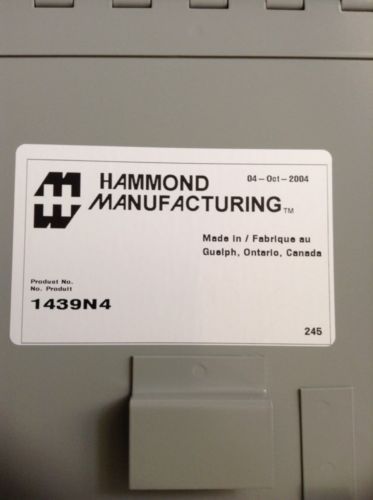 HAMMOND
MANUFACTURING™
04-Oct-2004
Made in / Fabrique au
Guelph, Ontario, Canada
Product No.
No. Produit
1439N4
245